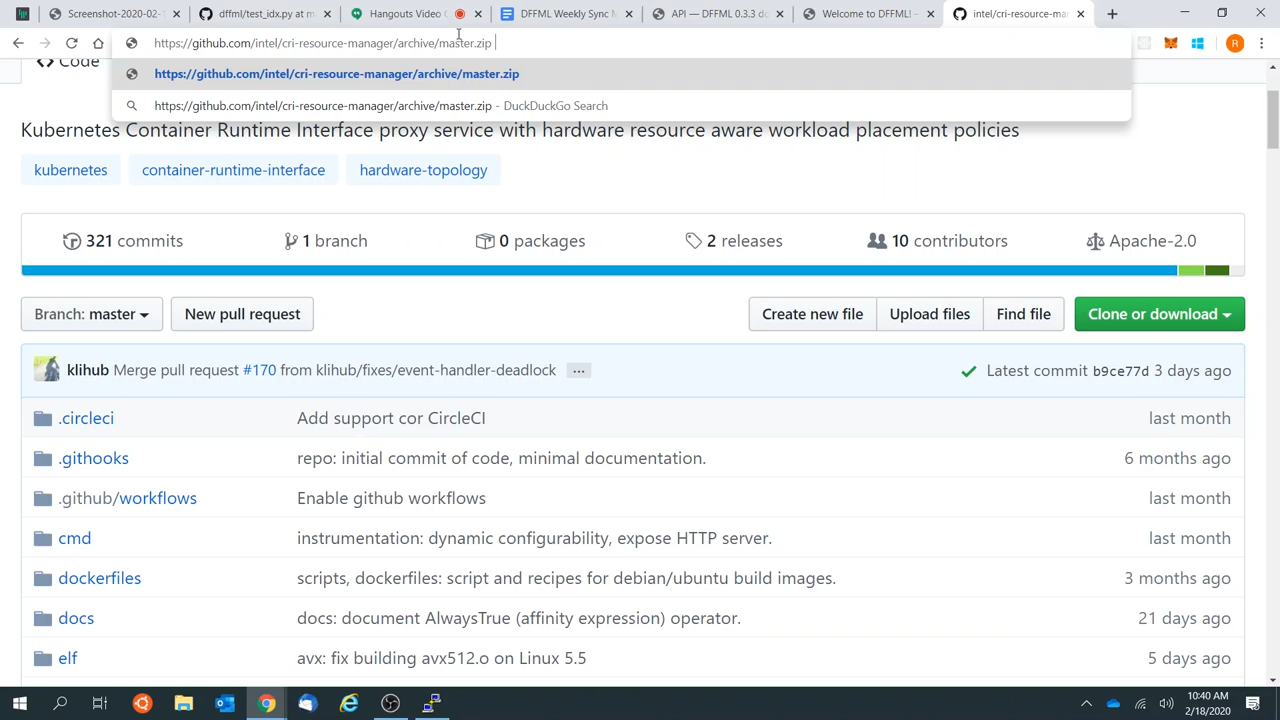 Screenshot-2020-02-1
dffml/test_idx.py at m
Hangouts Video C
DFFML Weekly Sync M
API — DFFML 0.3.3 d
Welcome to DFFML! –
intel/cri-resource-ma
https://github.com/intel/cri-resource-manager/archive/master.zip
R
https://github.com/intel/cri-resource-manager/archive/master.zip
https://github.com/intel/cri-resource-manager/archive/master.zip - DuckDuckGo Search
<> Code
Kubernetes Container Runtime Interface proxy service with hardware resource aware workload placement policies
kubernetes
container-runtime-interface
hardware-topology
321 commits
1 branch
0 packages
2 releases
10 contributors
Apache-2.0
Branch: master
New pull request
Create new file
Upload files
Find file
Clone or download
klihub Merge pull request #170 from klihub/fixes/event-handler-deadlock ...
Latest commit b9ce77d 3 days ago
.circleci Add support cor CircleCI last month
.githooks repo: initial commit of code, minimal documentation. 6 months ago
.github/workflows Enable github workflows last month
cmd instrumentation: dynamic configurability, expose HTTP server. last month
dockerfiles scripts, dockerfiles: script and recipes for debian/ubuntu build images. 3 months ago
docs docs: document AlwaysTrue (affinity expression) operator. 21 days ago
elf avx: fix building avx512.o on Linux 5.5 5 days ago
10:40 AM
2/18/2020